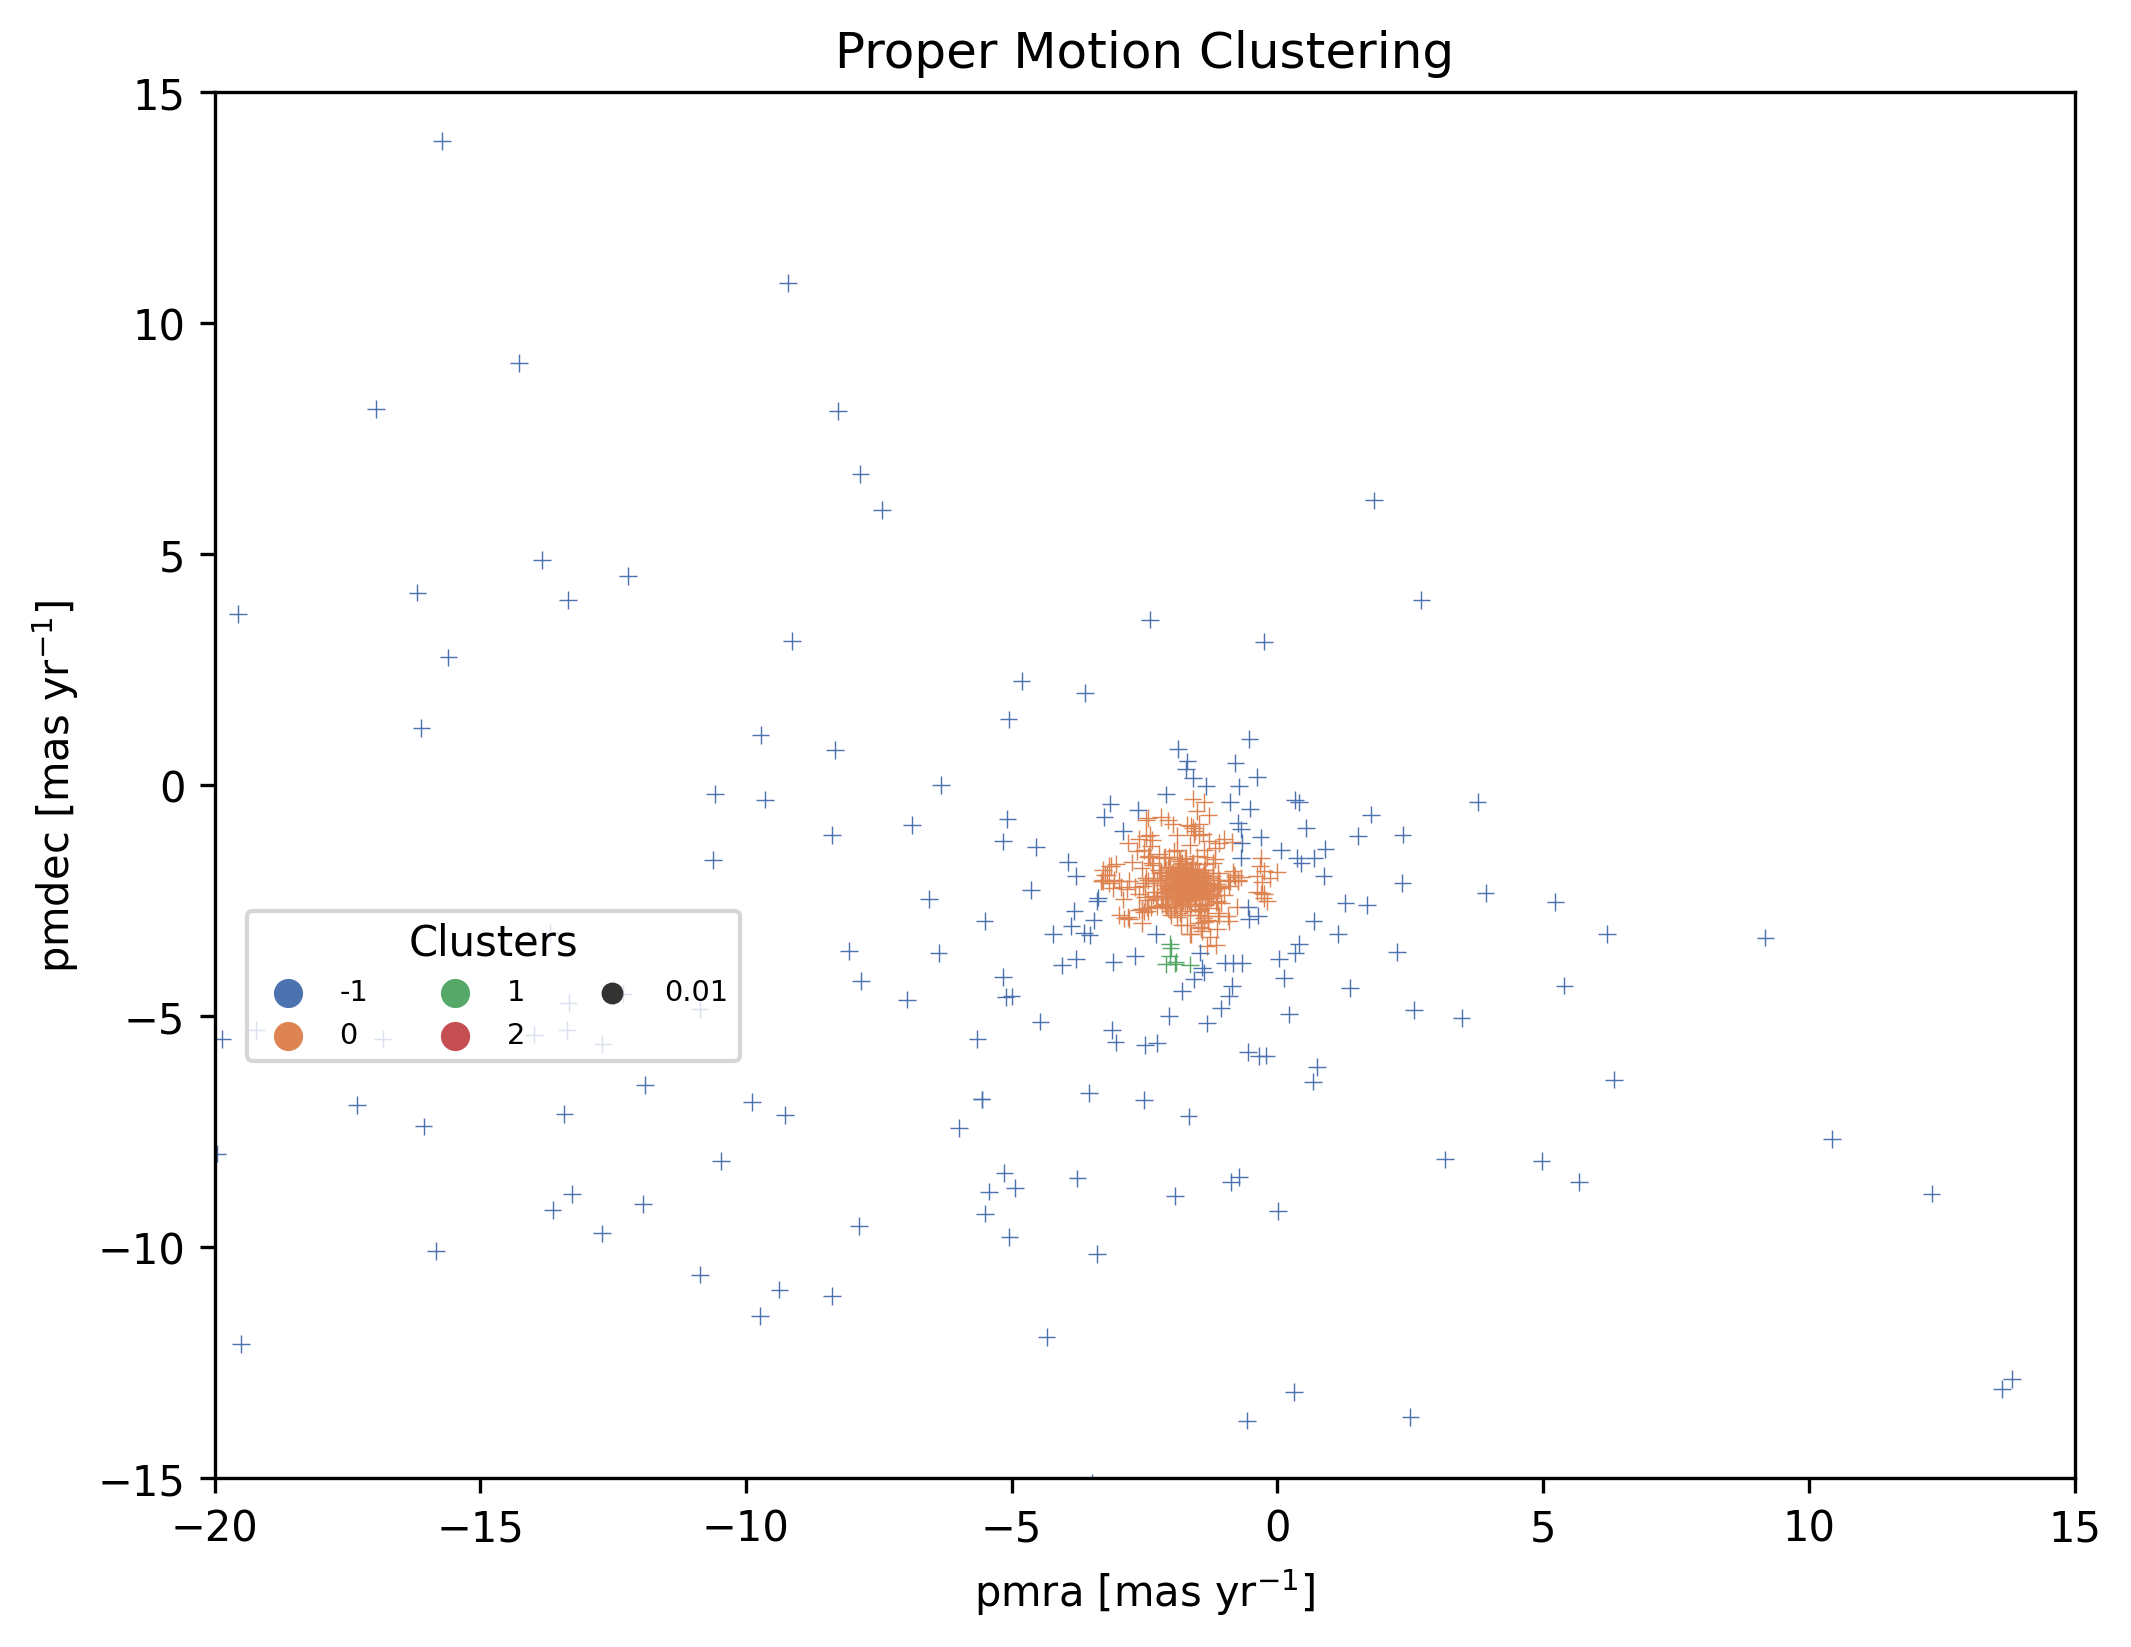 Proper Motion Clustering
15
10
5
0
−5
−10
−15
pmdec [mas yr⁻¹]
Clusters
-1 1 0.01
0 2
−20 −15 −10 −5 0 5 10 15
pmra [mas yr⁻¹]